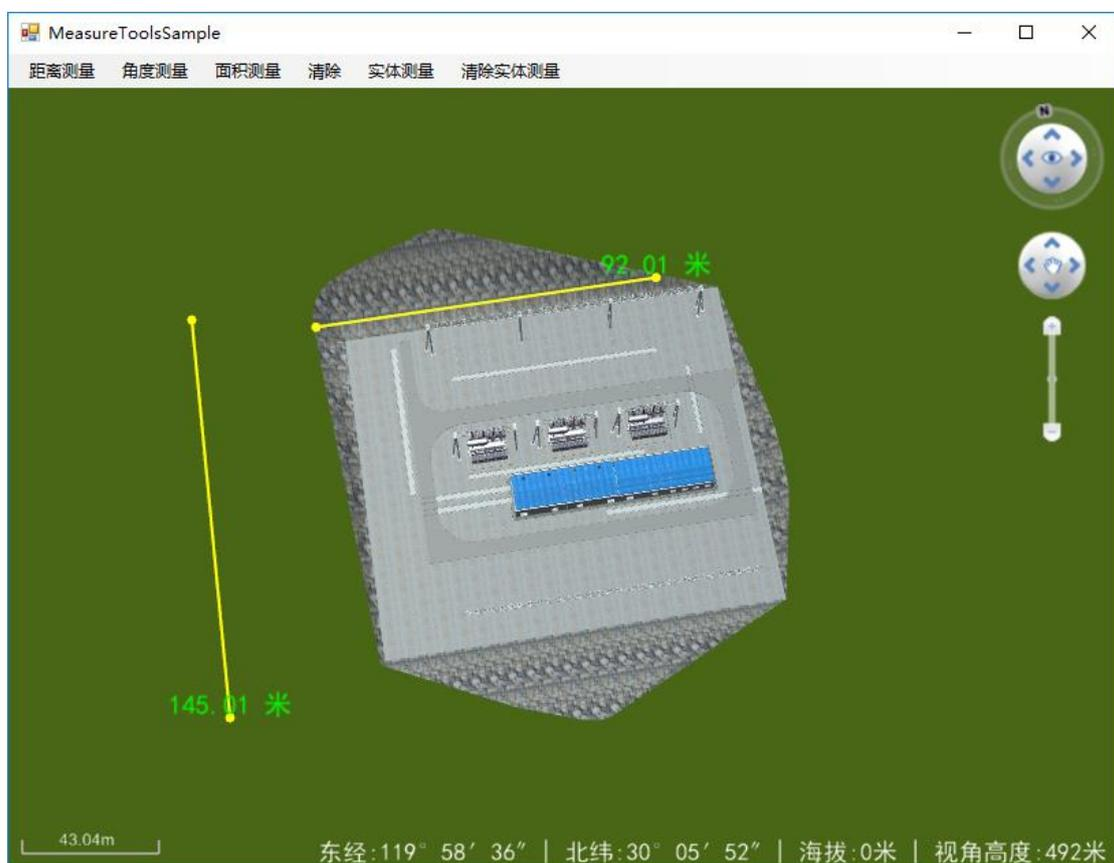 MeasureToolsSample
距离测量 角度测量 面积测量 清除 实体测量 清除实体测量
N
92.01 米
145.01 米
43.04m
东经:119° 58′ 36″ | 北纬:30° 05′ 52″ | 海拔:0米 | 视角高度:492米